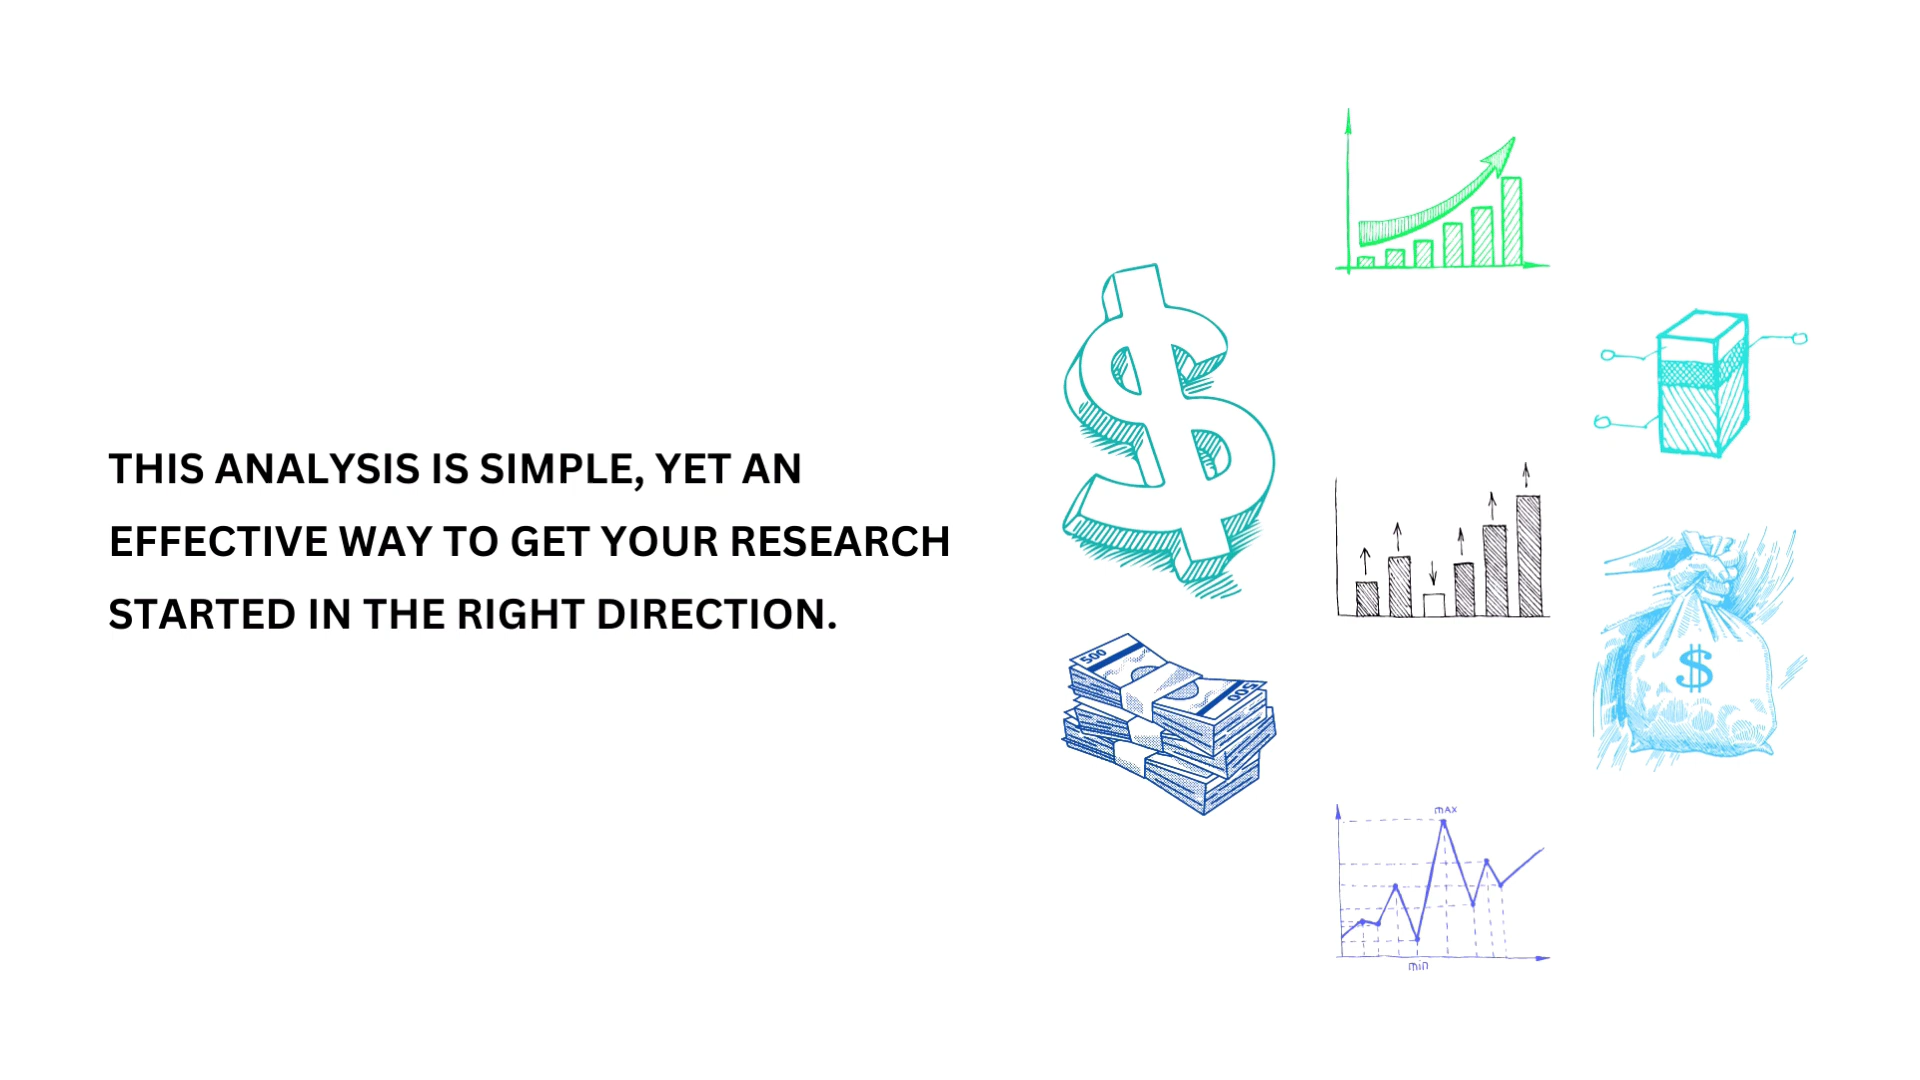 THIS ANALYSIS IS SIMPLE, YET AN
EFFECTIVE WAY TO GET YOUR RESEARCH
STARTED IN THE RIGHT DIRECTION.
$
500
500
$
max
min